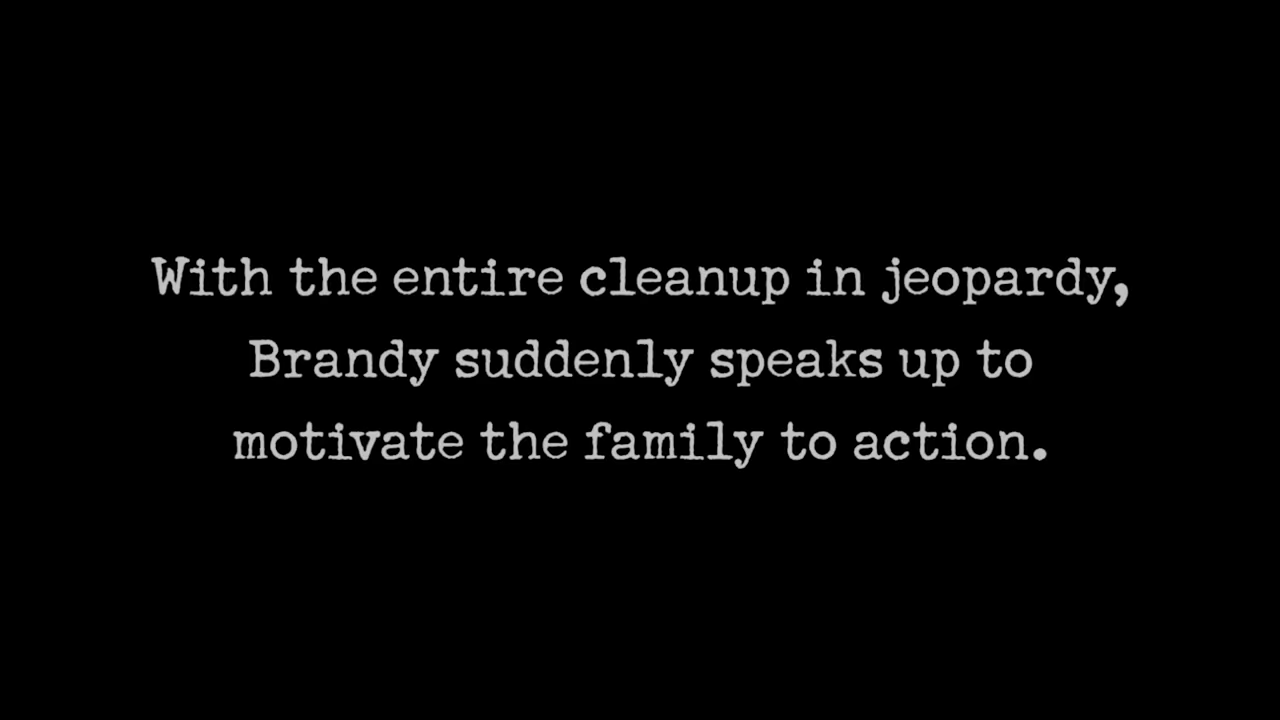 With the entire cleanup in jeopardy,
Brandy suddenly speaks up to
motivate the family to action.